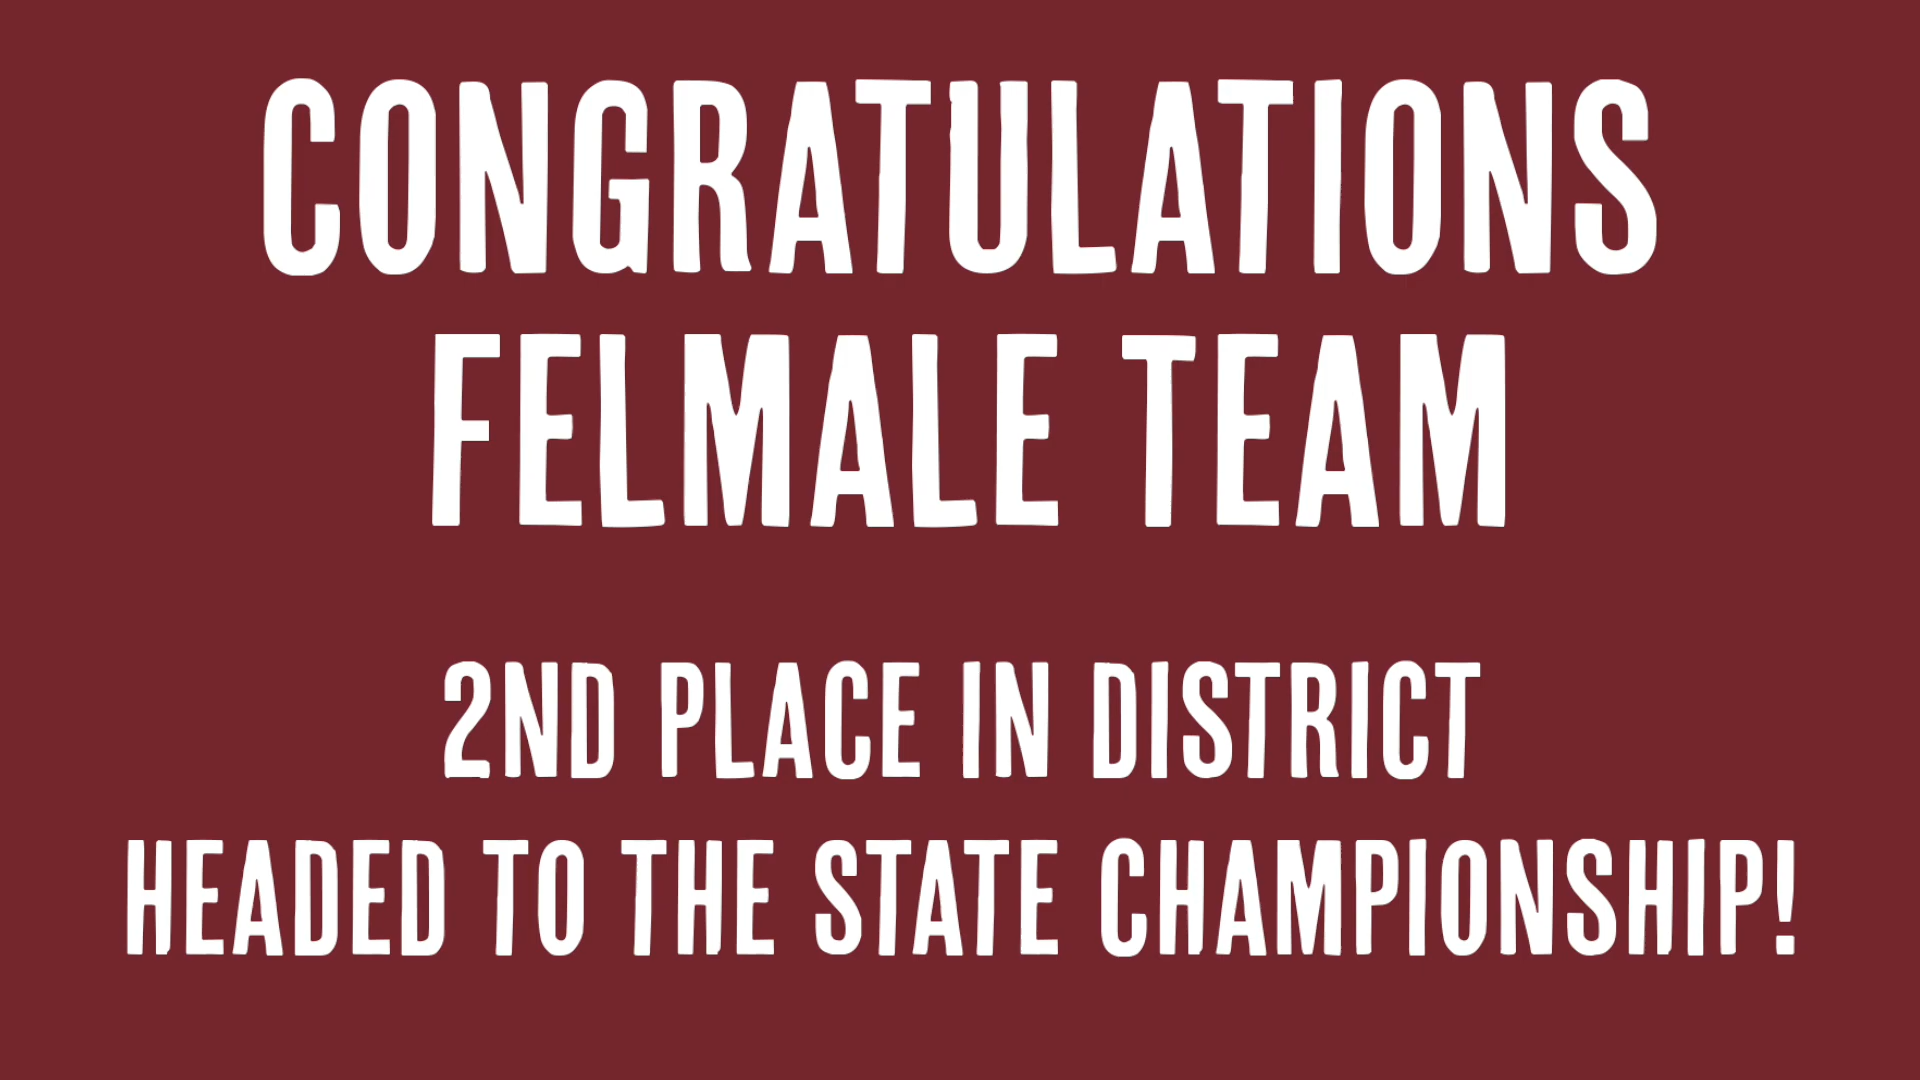 CONGRATULATIONS
FELMALE TEAM
2ND PLACE IN DISTRICT
HEADED TO THE STATE CHAMPIONSHIP!